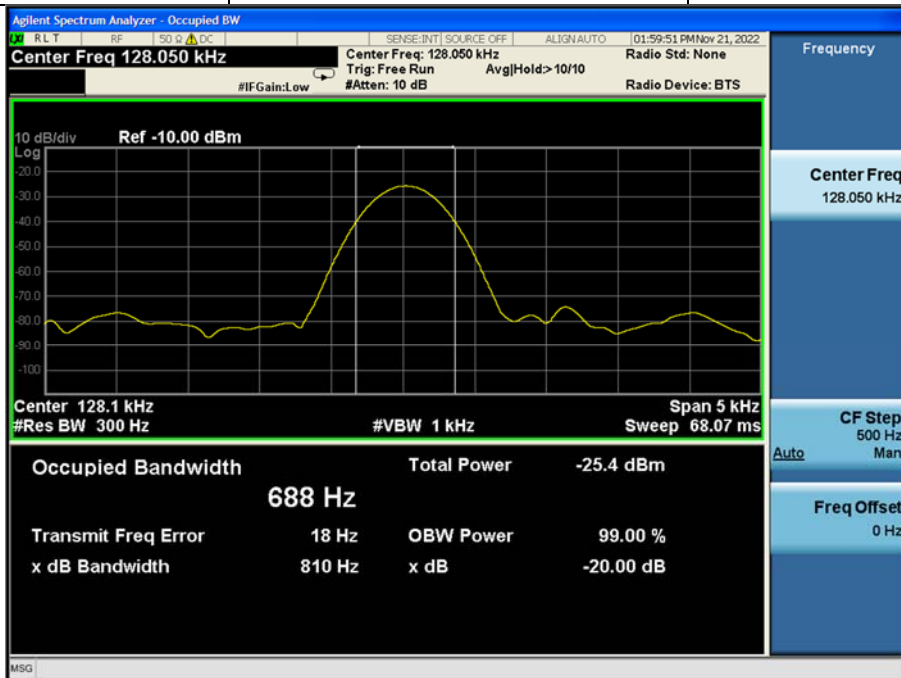 Agilent Spectrum Analyzer - Occupied BW
LXI RLT RF 50 Ω DC SENSE:INT SOURCE OFF ALIGN AUTO 01:59:51 PM Nov 21, 2022
Center Freq 128.050 kHz
Center Freq: 128.050 kHz Radio Std: None
Trig: Free Run Avg|Hold:> 10/10
#IFGain:Low #Atten: 10 dB Radio Device: BTS
Frequency
10 dB/div Ref -10.00 dBm
Log
-20.0
-30.0
-40.0
-50.0
-60.0
-70.0
-80.0
-90.0
-100
Center Freq
128.050 kHz
Center 128.1 kHz Span 5 kHz
#Res BW 300 Hz #VBW 1 kHz Sweep 68.07 ms
CF Step
500 Hz
Auto Man
Occupied Bandwidth Total Power -25.4 dBm
688 Hz
Transmit Freq Error 18 Hz OBW Power 99.00 %
x dB Bandwidth 810 Hz x dB -20.00 dB
Freq Offset
0 Hz
MSG